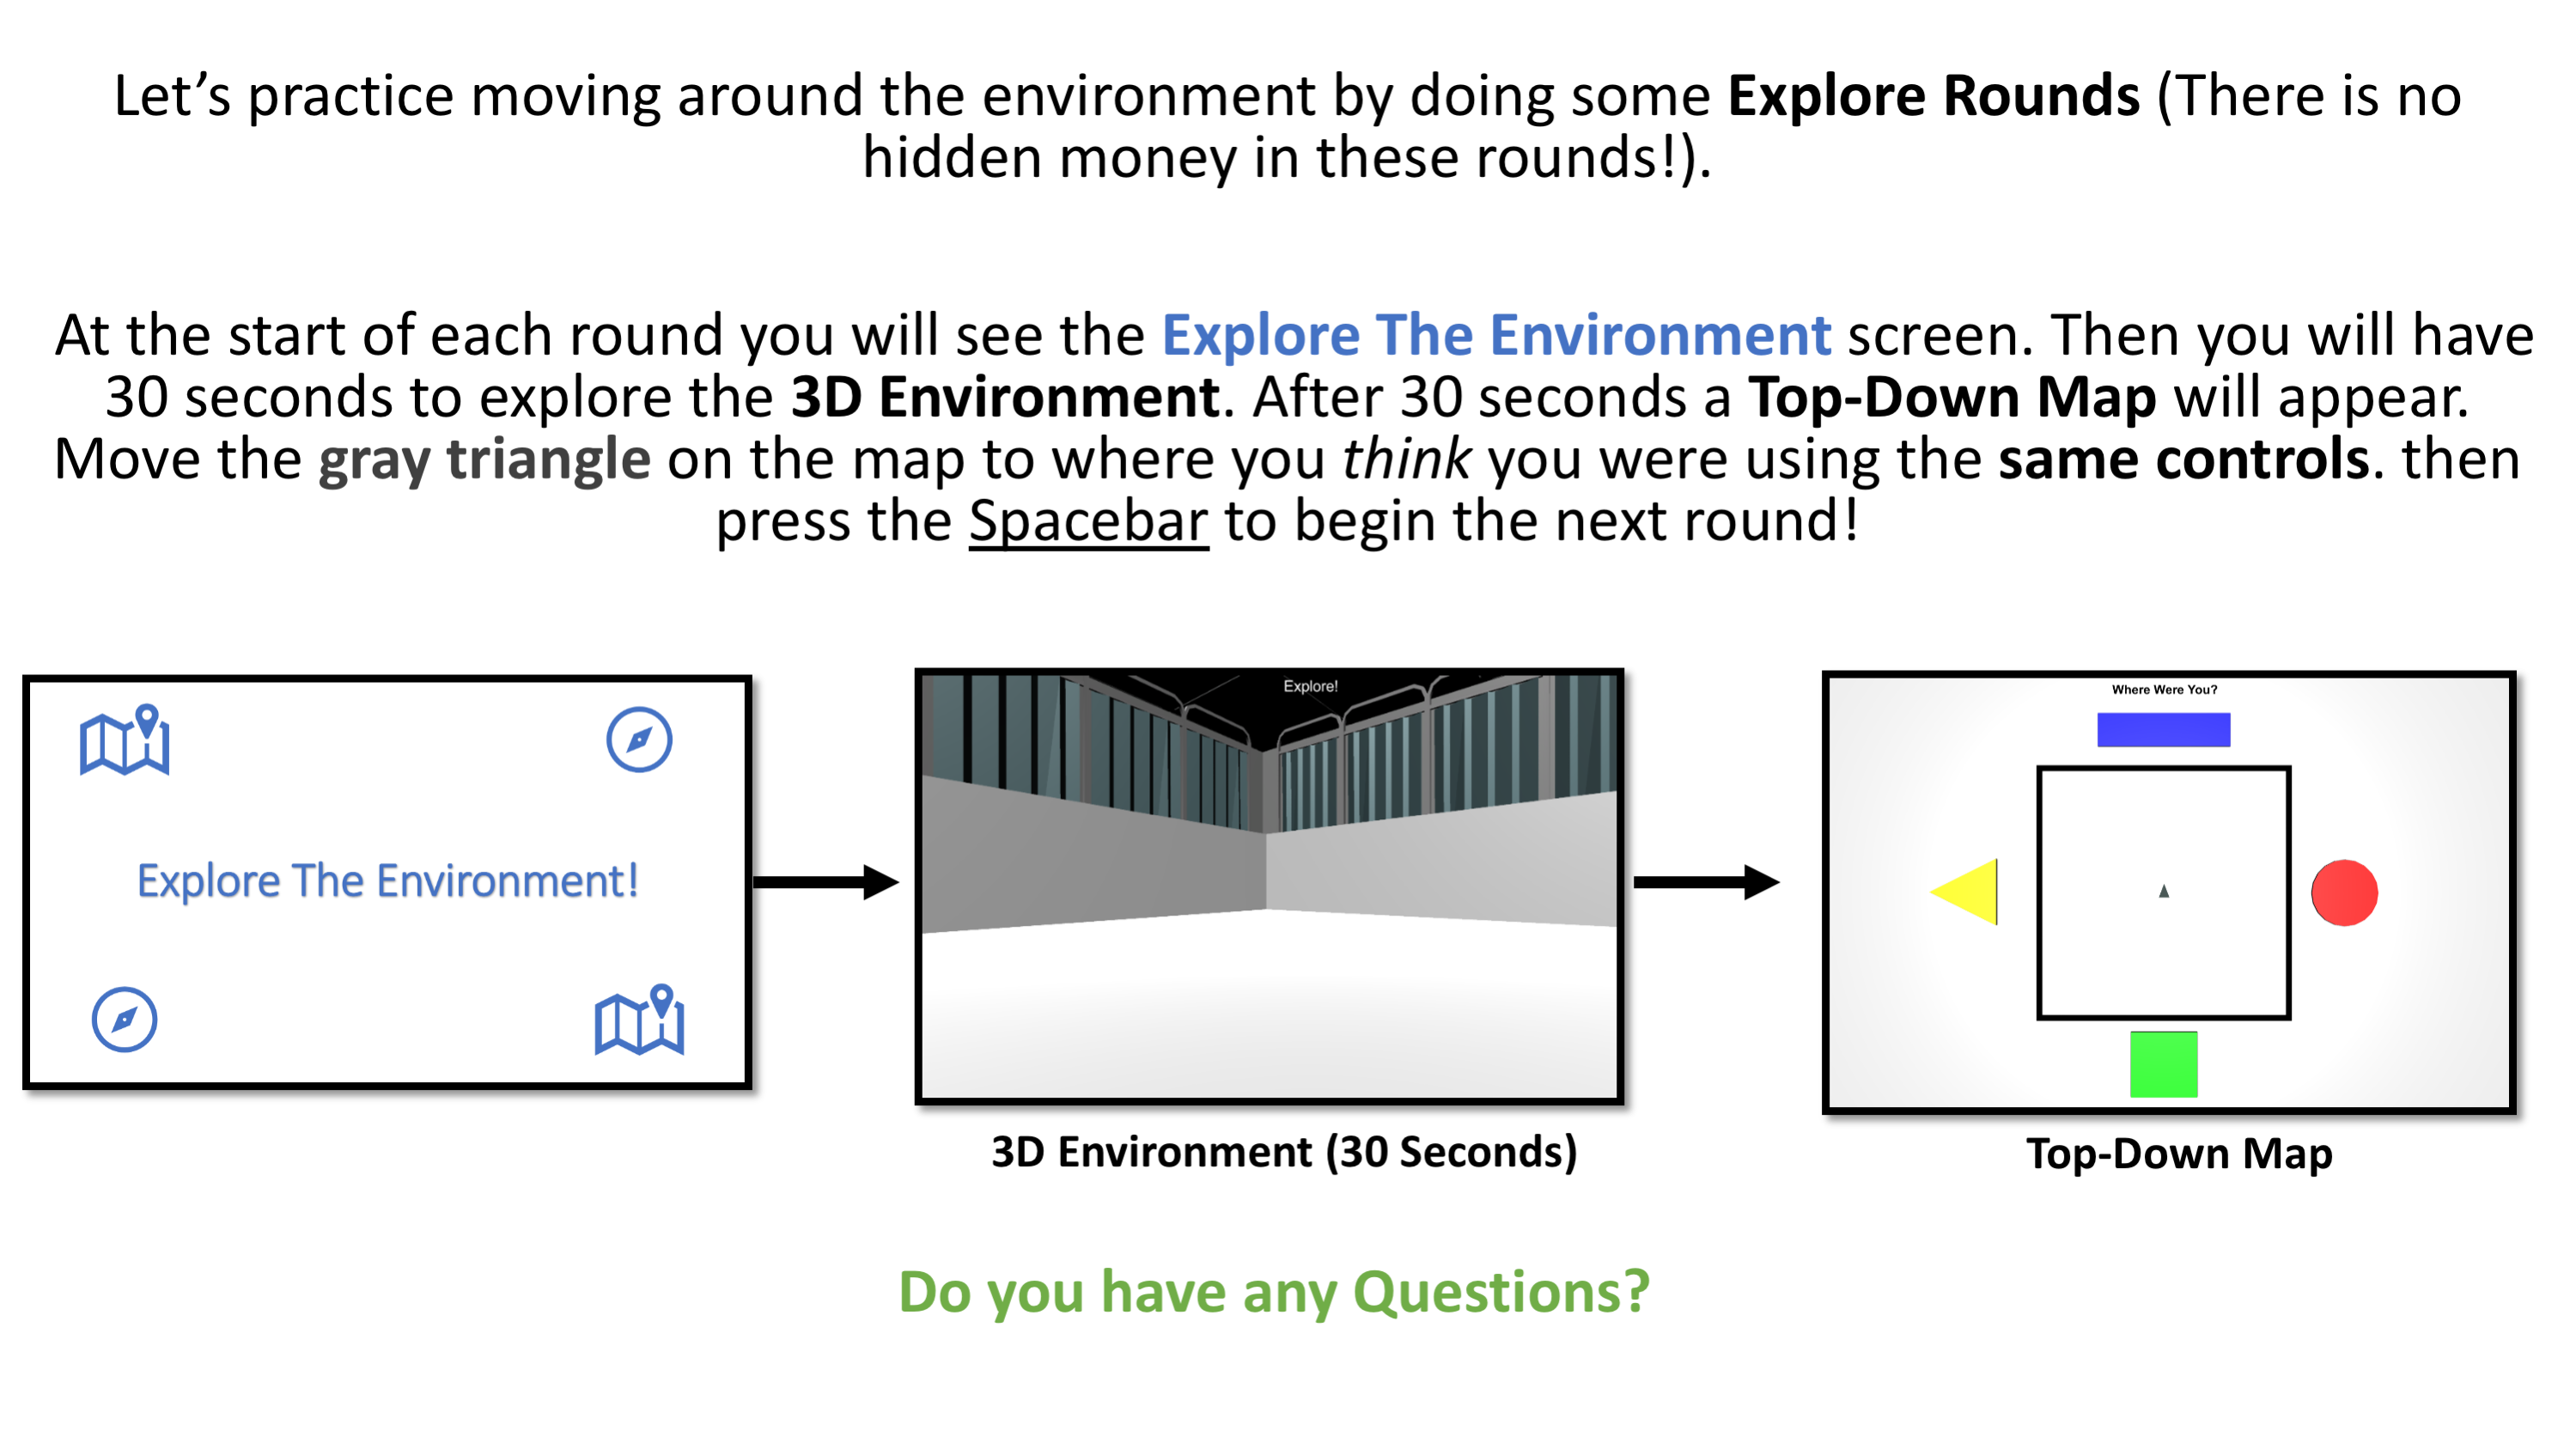 Let’s practice moving around the environment by doing some Explore Rounds (There is no
hidden money in these rounds!).
At the start of each round you will see the Explore The Environment screen. Then you will have
30 seconds to explore the 3D Environment. After 30 seconds a Top-Down Map will appear.
Move the gray triangle on the map to where you think you were using the same controls. then
press the Spacebar to begin the next round!
Explore The Environment!
Explore!
Where Were You?
3D Environment (30 Seconds)
Top-Down Map
Do you have any Questions?